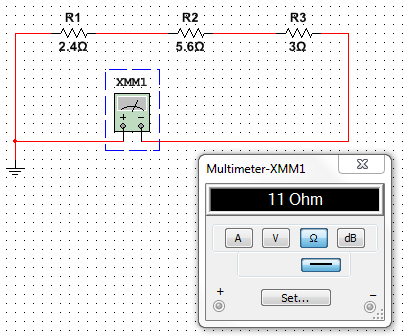 R1 R2 R3
2.4Ω 5.6Ω 3Ω
XMM1
+ −
Multimeter-XMM1
11 Ohm
A V Ω dB
+ Set... −